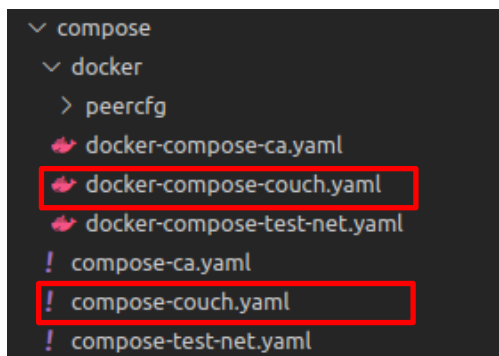 compose
docker
peercfg
docker-compose-ca.yaml
docker-compose-couch.yaml
docker-compose-test-net.yaml
! compose-ca.yaml
! compose-couch.yaml
! compose-test-net.yaml